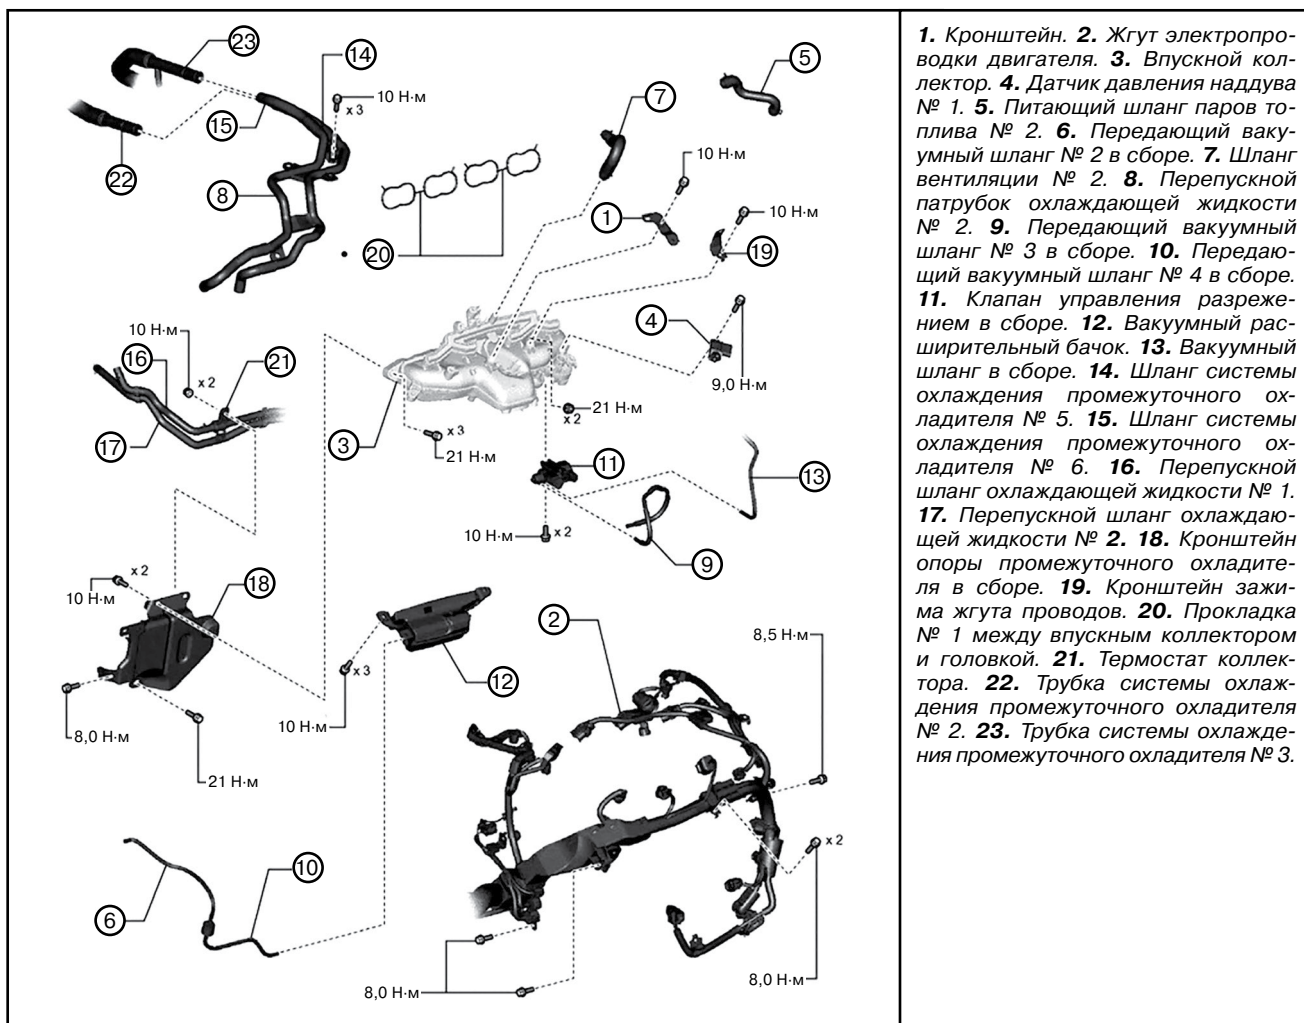 23
14
5
10 Н·м
x 3
7
15
22
8
10 Н·м
1
10 Н·м
20
19
4
10 Н·м
16
x 2
21
9,0 Н·м
21 Н·м
x 2
17
3
x 3
21 Н·м
11
13
10 Н·м
x 2
9
x 2
18
10 Н·м
2
8,5 Н·м
x 3
12
10 Н·м
8,0 Н·м
21 Н·м
10
x 2
6
8,0 Н·м
8,0 Н·м
1. Кронштейн. 2. Жгут электропро-
водки двигателя. 3. Впускной кол-
лектор. 4. Датчик давления наддува
№ 1. 5. Питающий шланг паров то-
плива № 2. 6. Передающий ваку-
умный шланг № 2 в сборе. 7. Шланг
вентиляции № 2. 8. Перепускной
патрубок охлаждающей жидкости
№ 2. 9. Передающий вакуумный
шланг № 3 в сборе. 10. Передаю-
щий вакуумный шланг № 4 в сборе.
11. Клапан управления разреже-
нием в сборе. 12. Вакуумный рас-
ширительный бачок. 13. Вакуумный
шланг в сборе. 14. Шланг системы
охлаждения промежуточного ох-
ладителя № 5. 15. Шланг системы
охлаждения промежуточного ох-
ладителя № 6. 16. Перепускной
шланг охлаждающей жидкости № 1.
17. Перепускной шланг охлаждаю-
щей жидкости № 2. 18. Кронштейн
опоры промежуточного охладите-
ля в сборе. 19. Кронштейн зажи-
ма жгута проводов. 20. Прокладка
№ 1 между впускным коллектором
и головкой. 21. Термостат коллек-
тора. 22. Трубка системы охлаж-
дения промежуточного охладителя
№ 2. 23. Трубка системы охлажде-
ния промежуточного охладителя № 3.